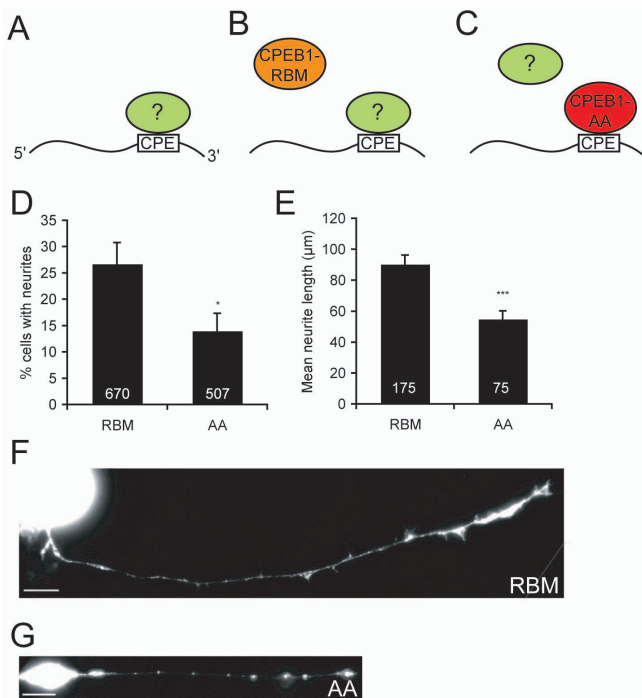 A
B
C
CPEB1-
RBM
?
CPE
5'
3'
?
CPE
?
CPEB1-
AA
CPE
D
% cells with neurites
35
30
25
20
15
10
5
0
*
670
507
RBM
AA
E
Mean neurite length (µm)
120
100
80
60
40
20
0
***
175
75
RBM
AA
F
RBM
G
AA